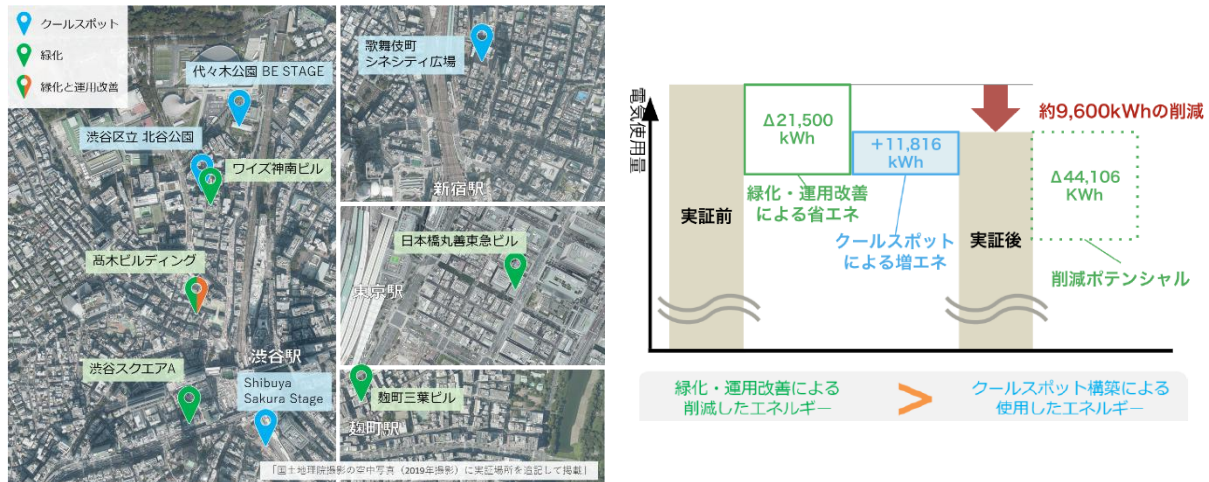 クールスポット
緑化
緑化と運用改善
代々木公園 BE STAGE
渋谷区立 北谷公園
ワイズ神南ビル
髙木ビルディング
渋谷駅
渋谷スクエアA
Shibuya
Sakura Stage
歌舞伎町
シネシティ広場
新宿駅
日本橋丸善東急ビル
東京駅
麹町三葉ビル
麹町駅
「国土地理院撮影の空中写真（2019年撮影）に実証場所を追記して掲載」
電気使用量
実証前
Δ21,500
kWh
緑化・運用改善
による省エネ
+11,816
kWh
クールスポット
による増エネ
約9,600kWhの削減
実証後
Δ44,106
KWh
削減ポテンシャル
緑化・運用改善による
削減したエネルギー
>
クールスポット構築による
使用したエネルギー